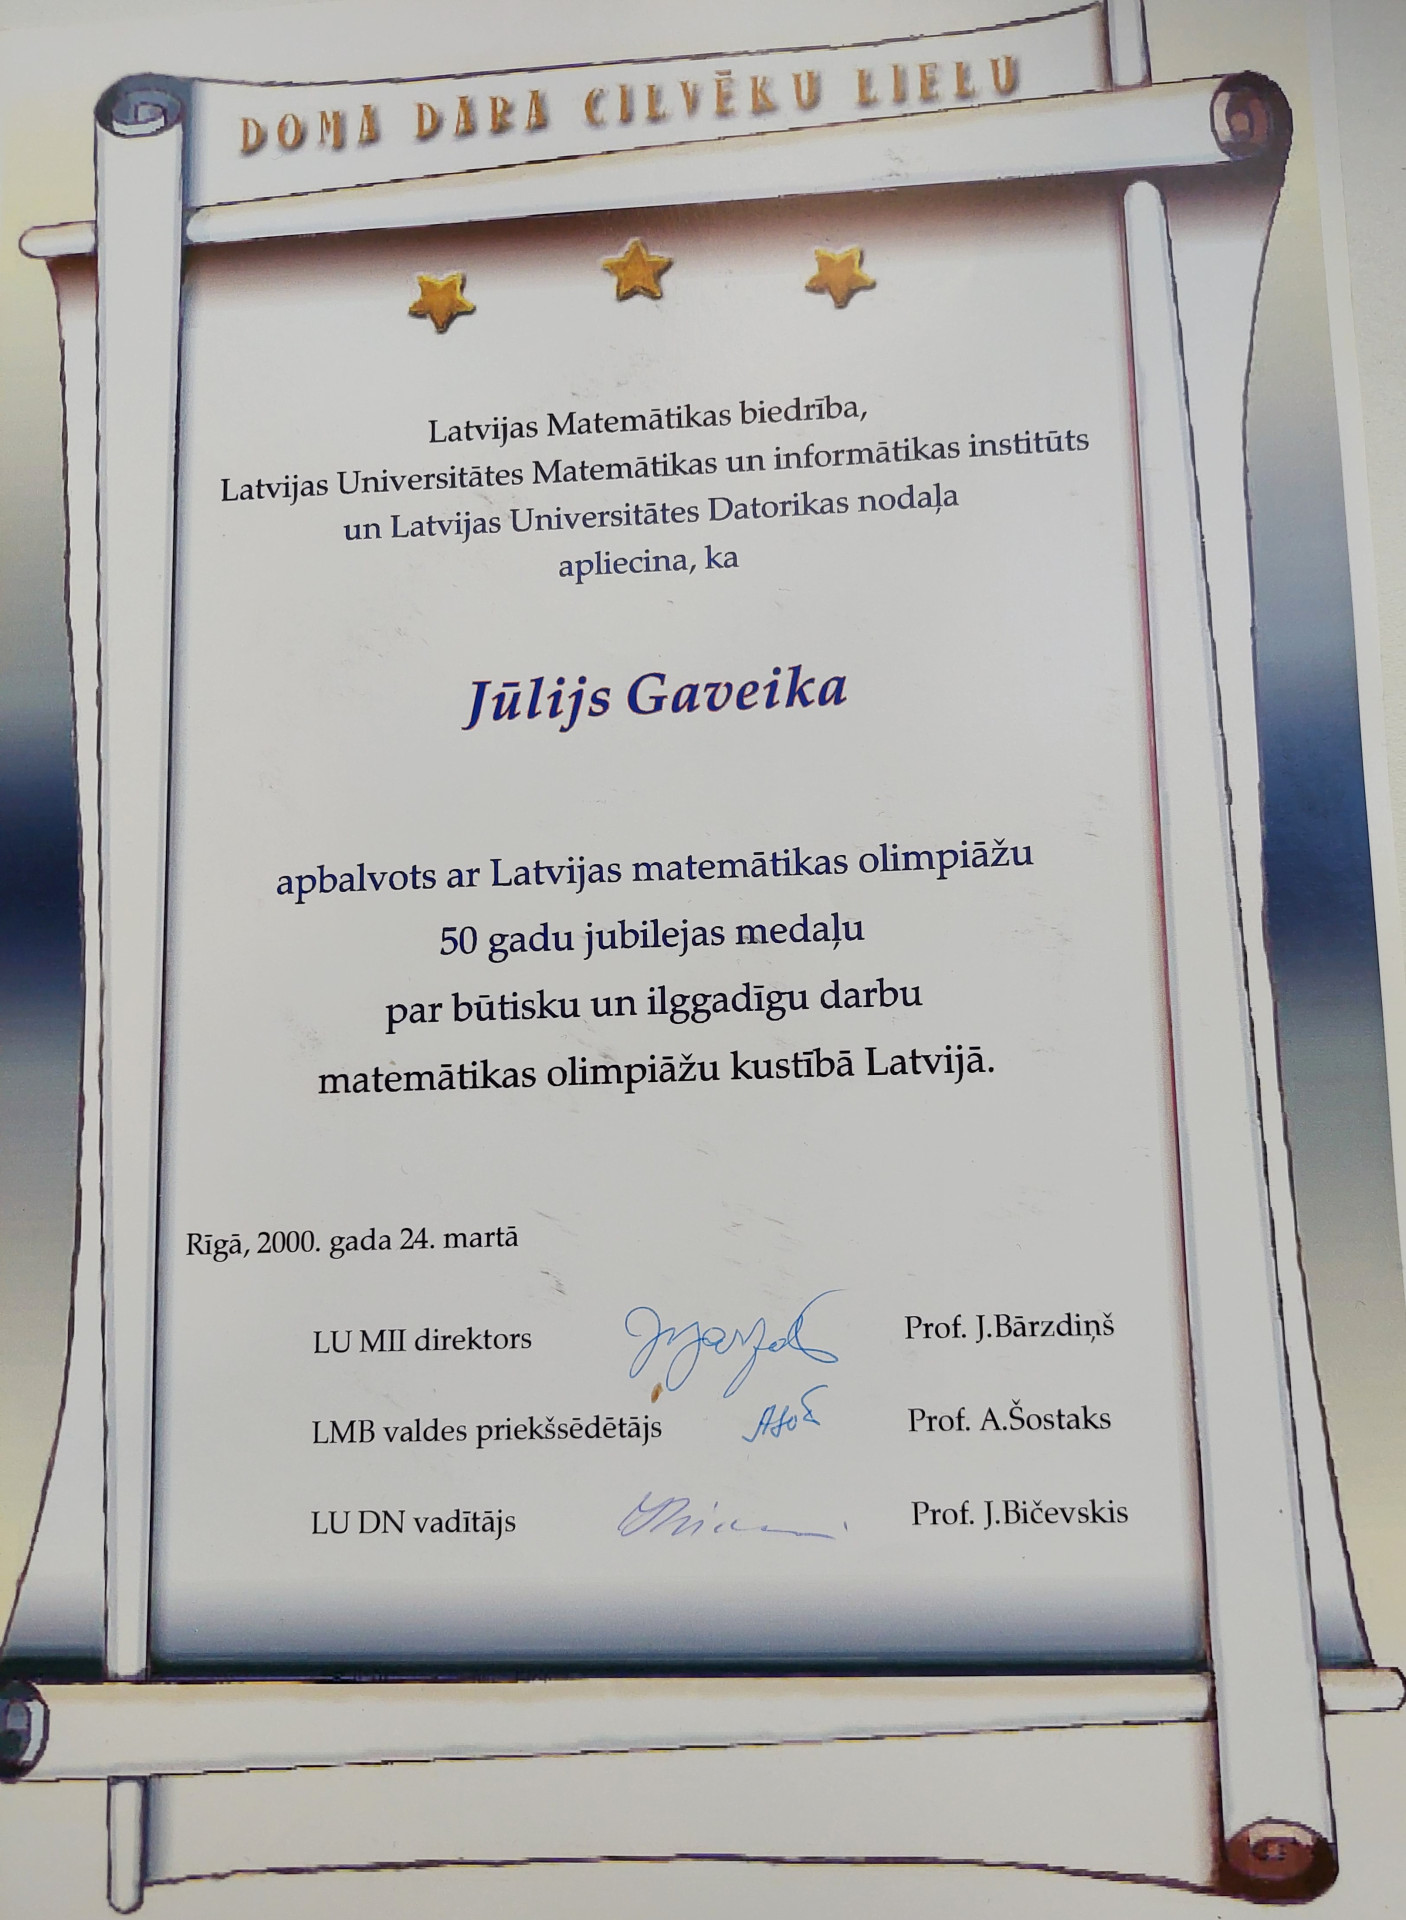 DOMA DARA CILVĒKU LIELU
Latvijas Matemātikas biedrība,
Latvijas Universitātes Matemātikas un informātikas institūts
un Latvijas Universitātes Datorikas nodaļa
apliecina, ka
Jūlijs Gaveika
apbalvots ar Latvijas matemātikas olimpiāžu
50 gadu jubilejas medaļu
par būtisku un ilggadīgu darbu
matemātikas olimpiāžu kustībā Latvijā.
Rīgā, 2000. gada 24. martā
LU MII direktors Prof. J.Bārzdiņš
LMB valdes priekšsēdētājs Prof. A.Šostaks
LU DN vadītājs Prof. J.Bičevskis